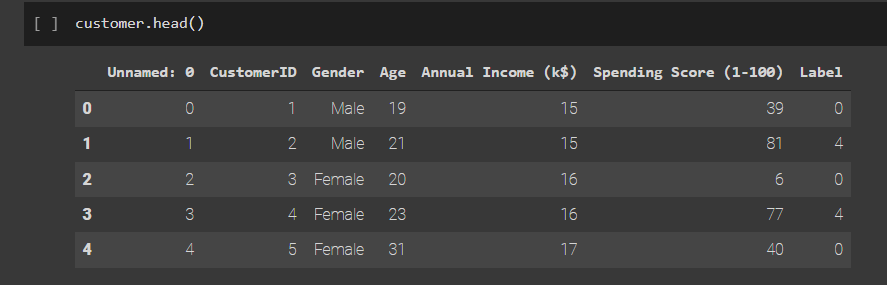 [ ] customer.head()
Unnamed: 0 CustomerID Gender Age Annual Income (k$) Spending Score (1-100) Label
0 0 1 Male 19 15 39 0
1 1 2 Male 21 15 81 4
2 2 3 Female 20 16 6 0
3 3 4 Female 23 16 77 4
4 4 5 Female 31 17 40 0